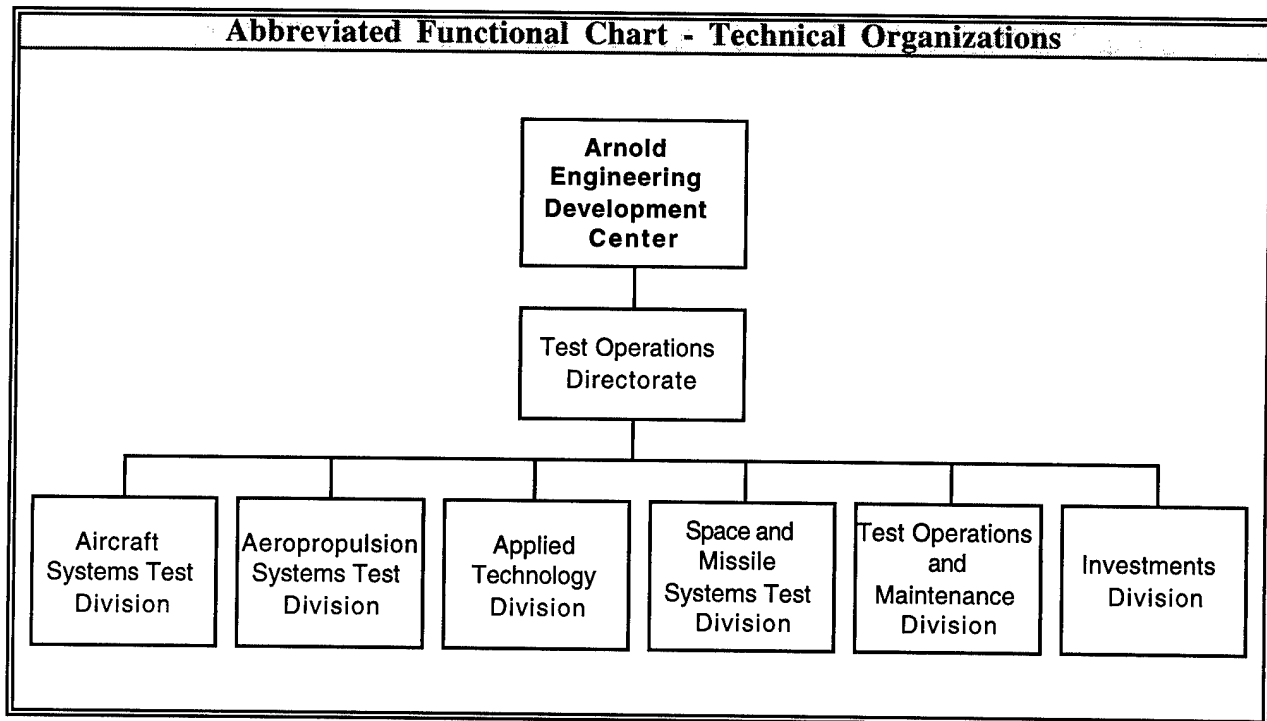 Abbreviated Functional Chart - Technical Organizations
Arnold
Engineering
Development
Center
Test Operations
Directorate
Aircraft
Systems Test
Division
Aeropropulsion
Systems Test
Division
Applied
Technology
Division
Space and
Missile
Systems Test
Division
Test Operations
and
Maintenance
Division
Investments
Division